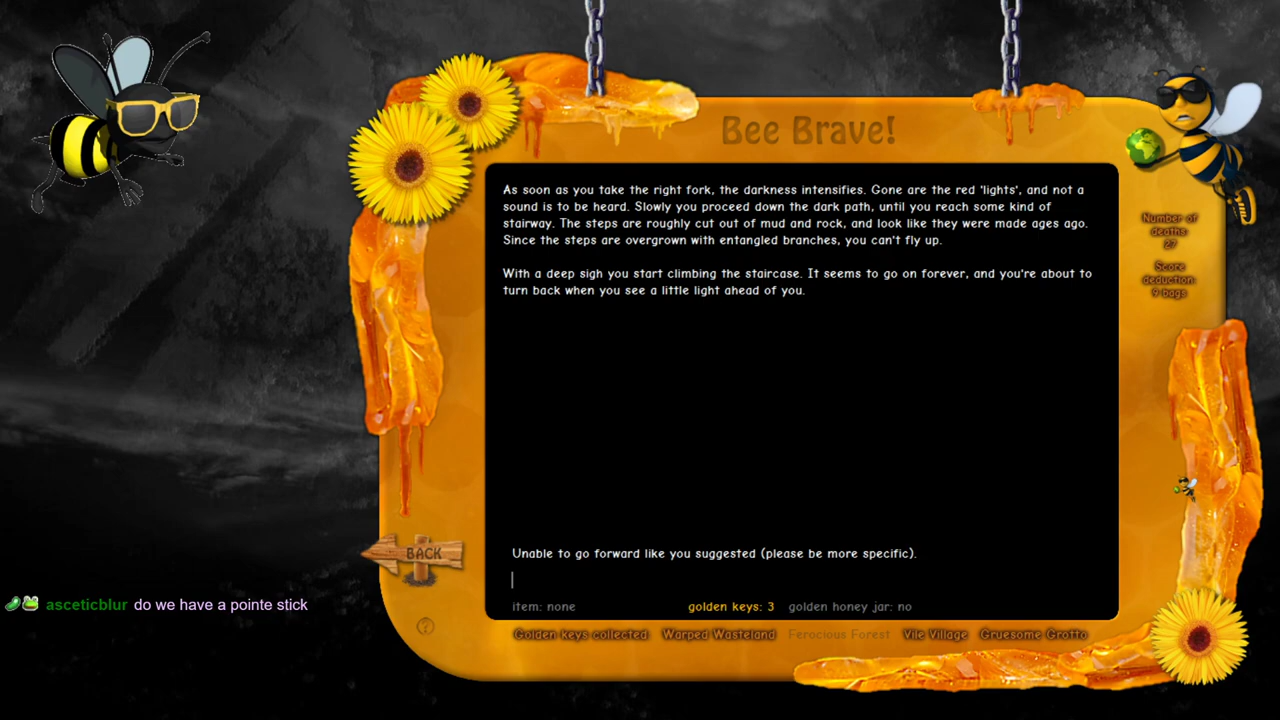 Bee Brave!
As soon as you take the right fork, the darkness intensifies. Gone are the red 'lights', and not a
sound is to be heard. Slowly you proceed down the dark path, until you reach some kind of
stairway. The steps are roughly cut out of mud and rock, and look like they were made ages ago.
Since the steps are overgrown with entangled branches, you can't fly up.
With a deep sigh you start climbing the staircase. It seems to go on forever, and you're about to
turn back when you see a little light ahead of you.
Number of
deaths:
27
Score
deduction:
9 bags
Unable to go forward like you suggested (please be more specific).
BACK
asceticblur do we have a pointe stick
item: none
golden keys: 3
golden honey jar: no
?
Golden keys collected
Warped Wasteland
Ferocious Forest
Vile Village
Gruesome Grotto